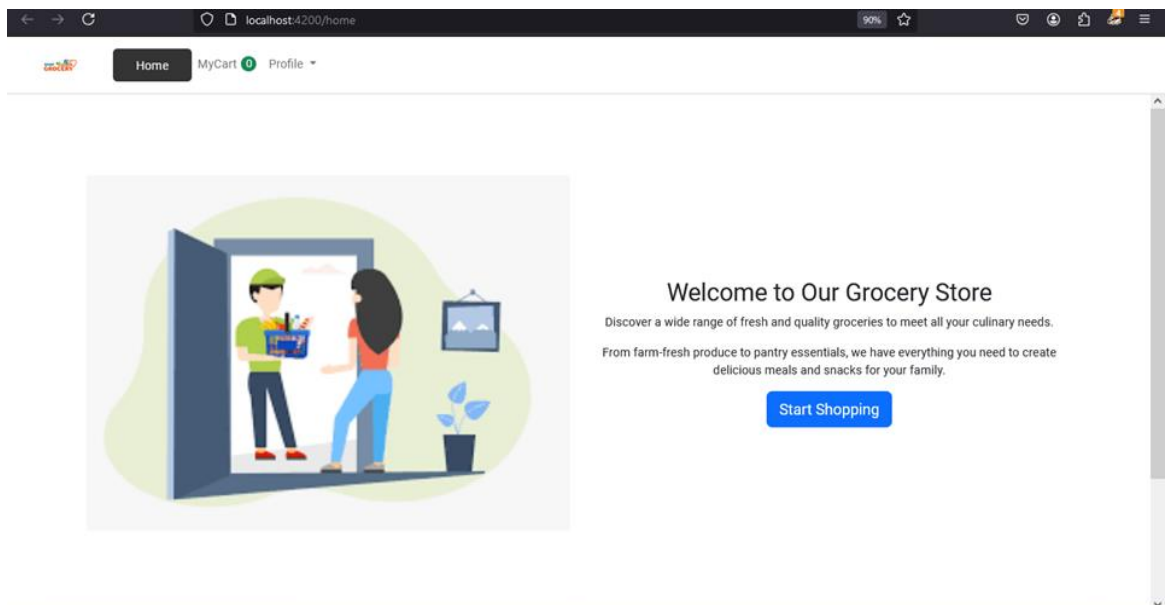 localhost:4200/home
90%
GROCERY
Home
MyCart 0
Profile
Welcome to Our Grocery Store
Discover a wide range of fresh and quality groceries to meet all your culinary needs.
From farm-fresh produce to pantry essentials, we have everything you need to create
delicious meals and snacks for your family.
Start Shopping